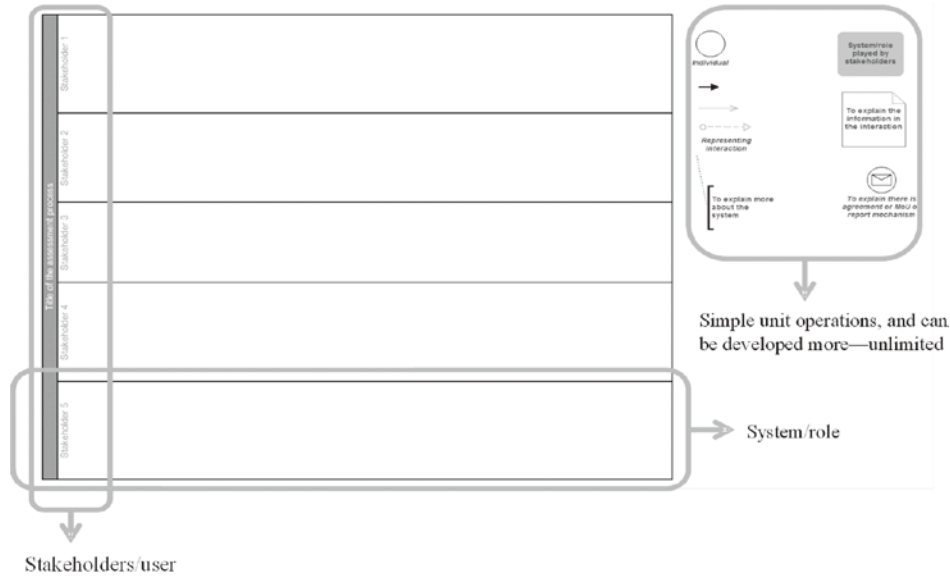 Title of the assessment process
Stakeholder 1
Stakeholder 2
Stakeholder 3
Stakeholder 4
Stakeholder 5
Individual
Representing
interaction
To explain more
about the
system
System/role
played by
stakeholders
To explain the
information in
the interaction
To explain there is
agreement or MoU o
report mechanism
Simple unit operations, and can
be developed more—unlimited
System/role
Stakeholders/user